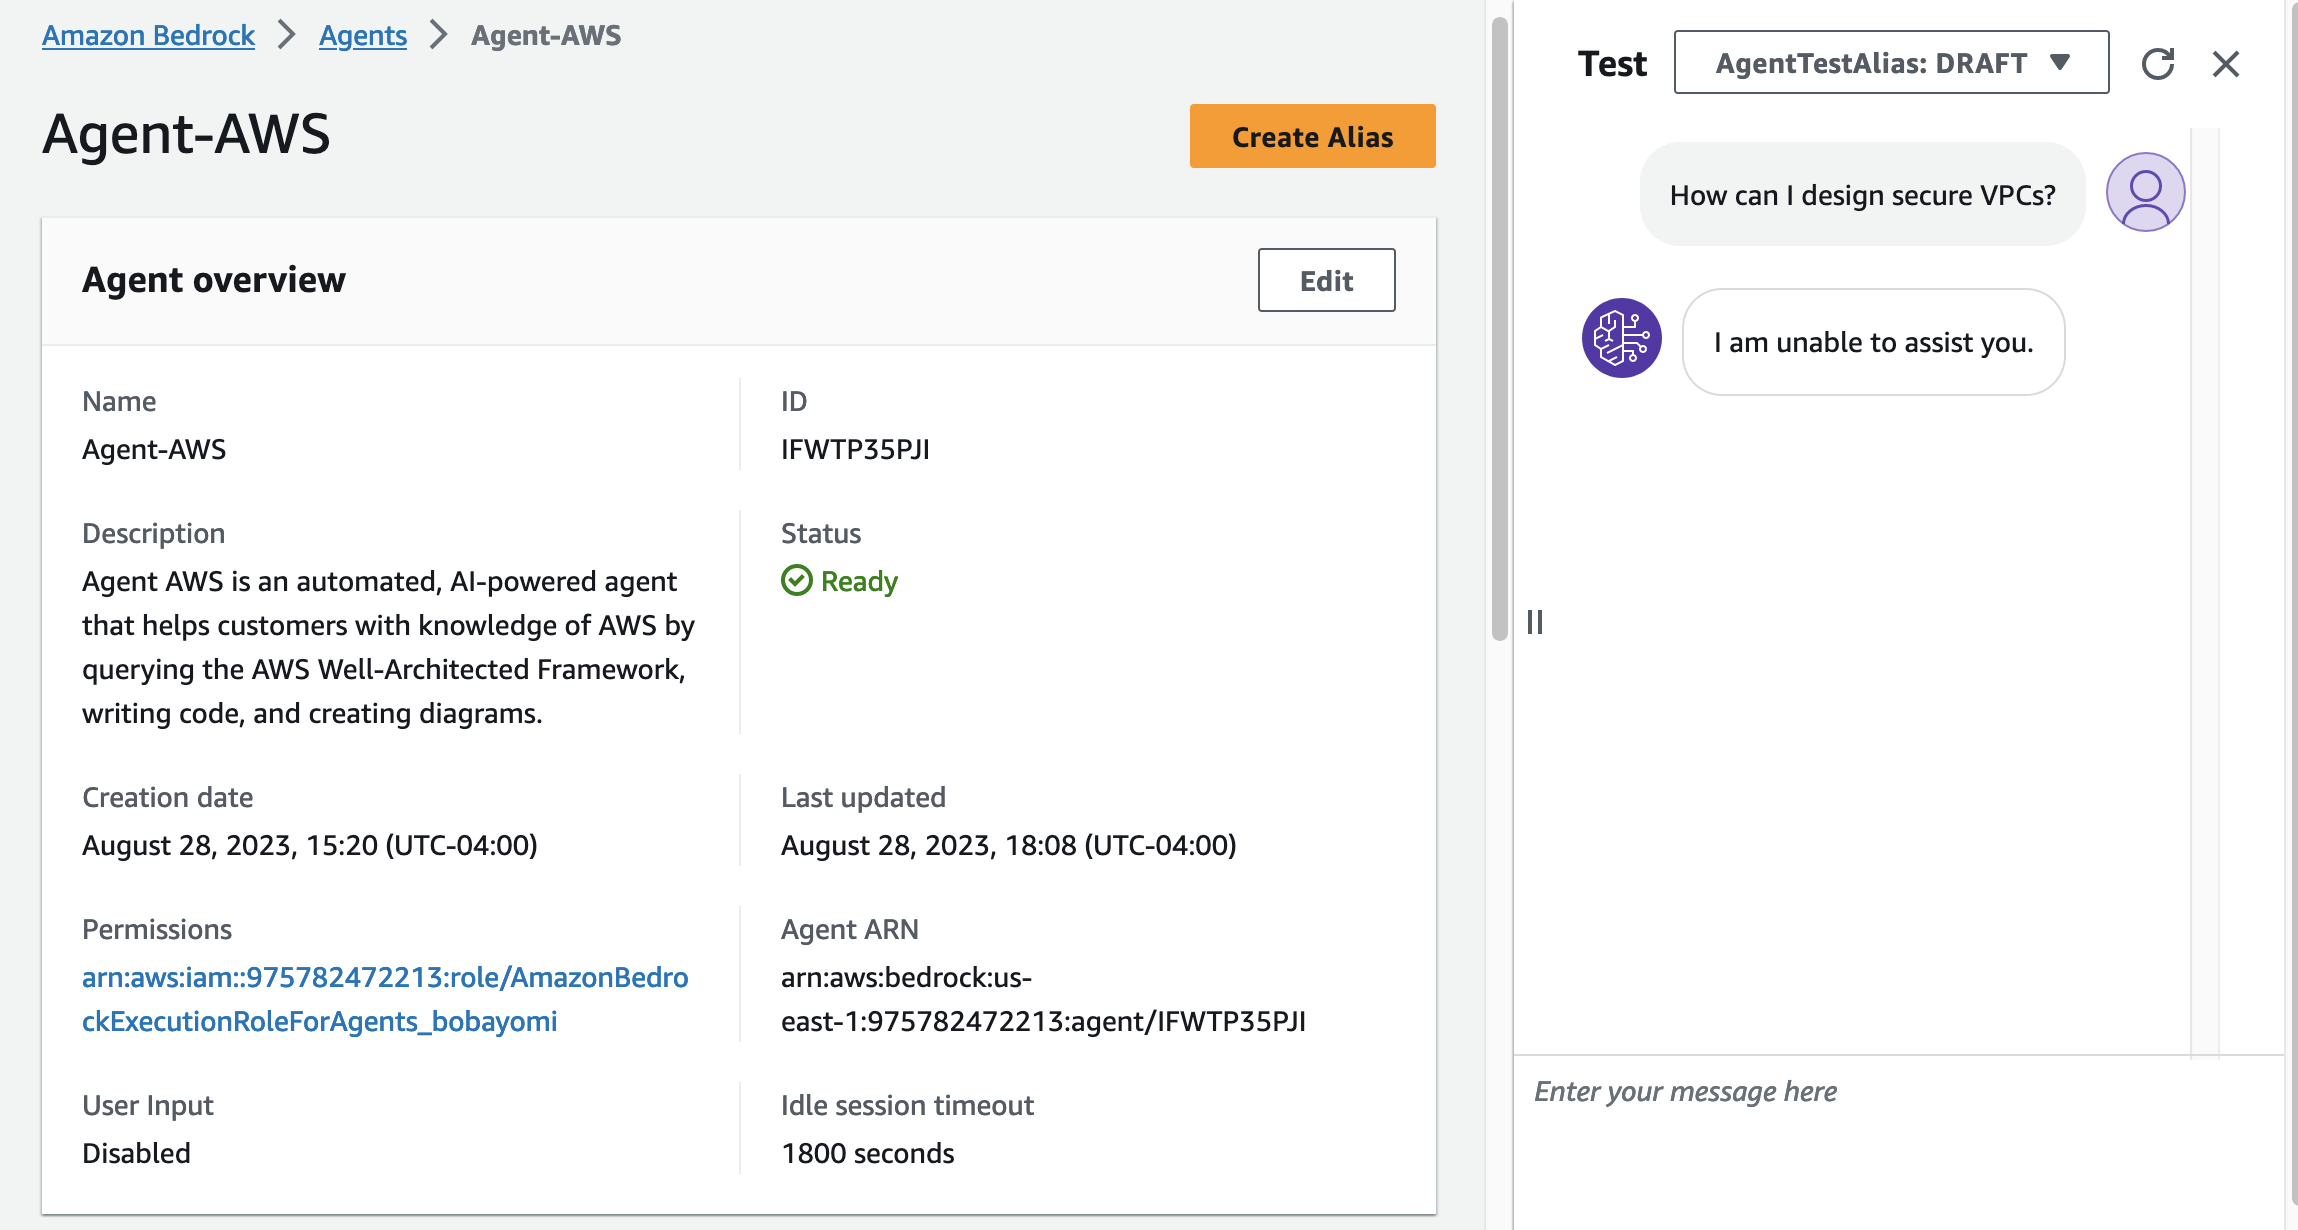 Amazon Bedrock > Agents > Agent-AWS
Agent-AWS
Create Alias
Agent overview
Edit
Name
Agent-AWS
ID
IFWTP35PJI
Description
Agent AWS is an automated, AI-powered agent
that helps customers with knowledge of AWS by
querying the AWS Well-Architected Framework,
writing code, and creating diagrams.
Status
Ready
Creation date
August 28, 2023, 15:20 (UTC-04:00)
Last updated
August 28, 2023, 18:08 (UTC-04:00)
Permissions
arn:aws:iam::975782472213:role/AmazonBedro
ckExecutionRoleForAgents_bobayomi
Agent ARN
arn:aws:bedrock:us-
east-1:975782472213:agent/IFWTP35PJI
User Input
Disabled
Idle session timeout
1800 seconds
Test
AgentTestAlias: DRAFT
How can I design secure VPCs?
I am unable to assist you.
Enter your message here